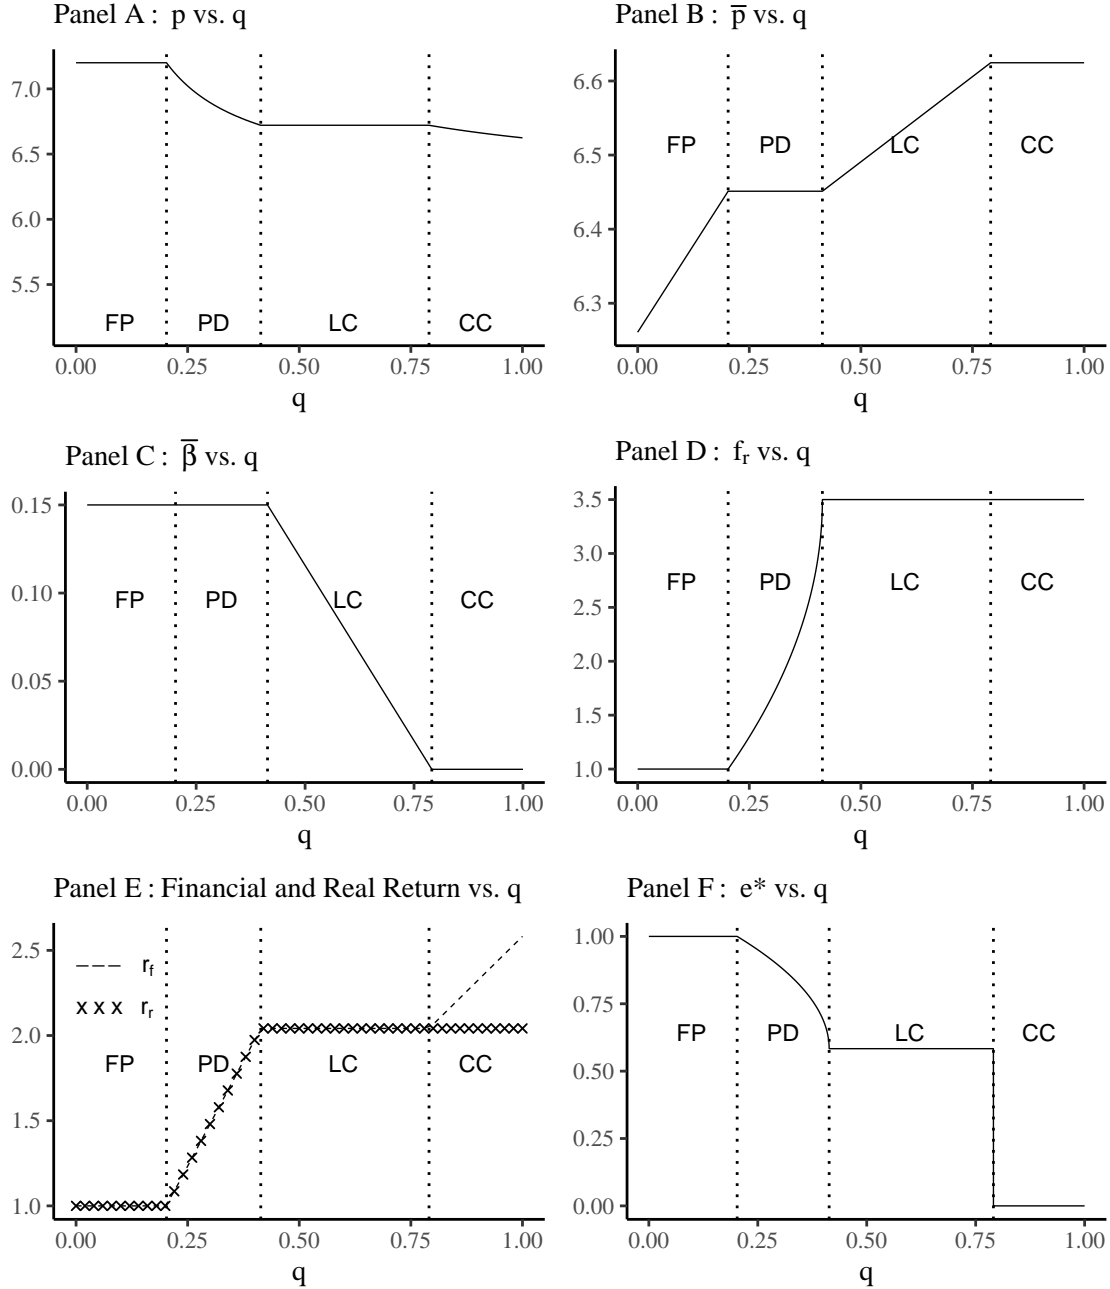 Panel A : p vs. q
7.0
6.5
6.0
5.5
FP PD LC CC
0.00 0.25 0.50 0.75 1.00
q
Panel B : p̅ vs. q
6.6
6.5
6.4
6.3
FP PD LC CC
0.00 0.25 0.50 0.75 1.00
q
Panel C : β̅ vs. q
0.15
0.10
0.05
0.00
FP PD LC CC
0.00 0.25 0.50 0.75 1.00
q
Panel D : fᵣ vs. q
3.5
3.0
2.5
2.0
1.5
1.0
FP PD LC CC
0.00 0.25 0.50 0.75 1.00
q
Panel E : Financial and Real Return vs. q
2.5
2.0
1.5
1.0
r_f
x x x rᵣ
FP PD LC CC
0.00 0.25 0.50 0.75 1.00
q
Panel F : e* vs. q
1.00
0.75
0.50
0.25
0.00
FP PD LC CC
0.00 0.25 0.50 0.75 1.00
q